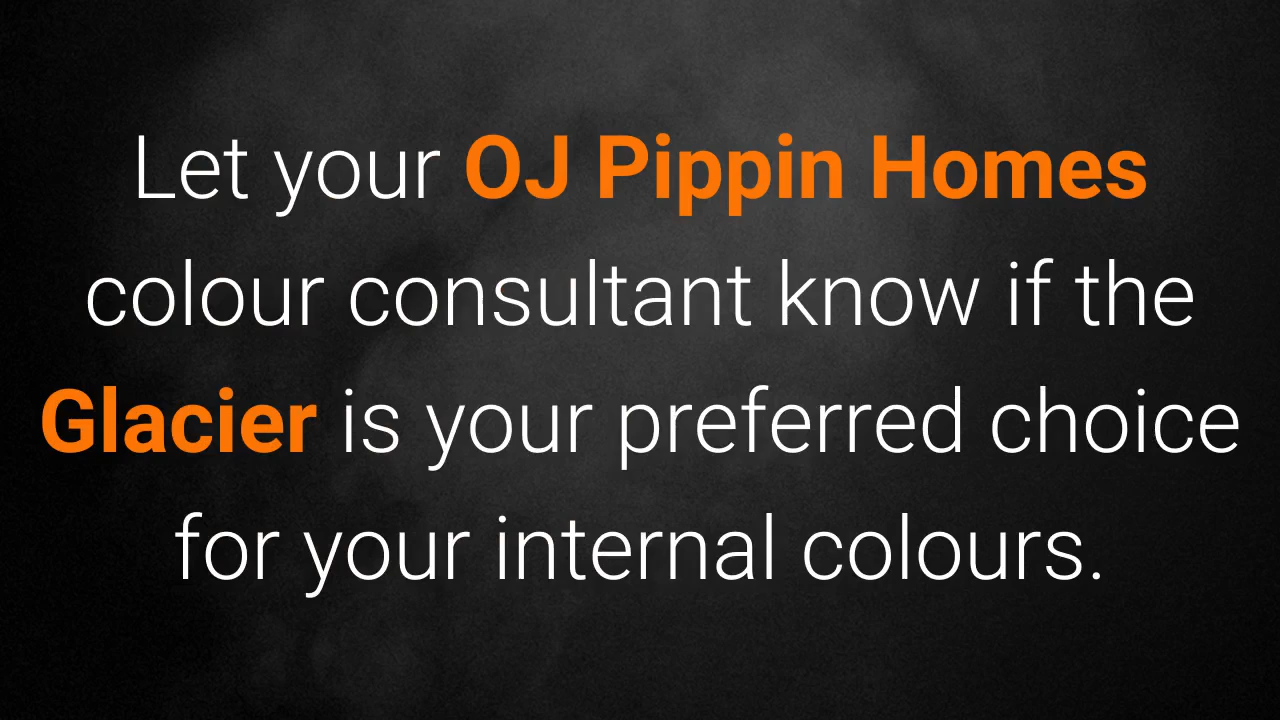 Let your OJ Pippin Homes
colour consultant know if the
Glacier is your preferred choice
for your internal colours.